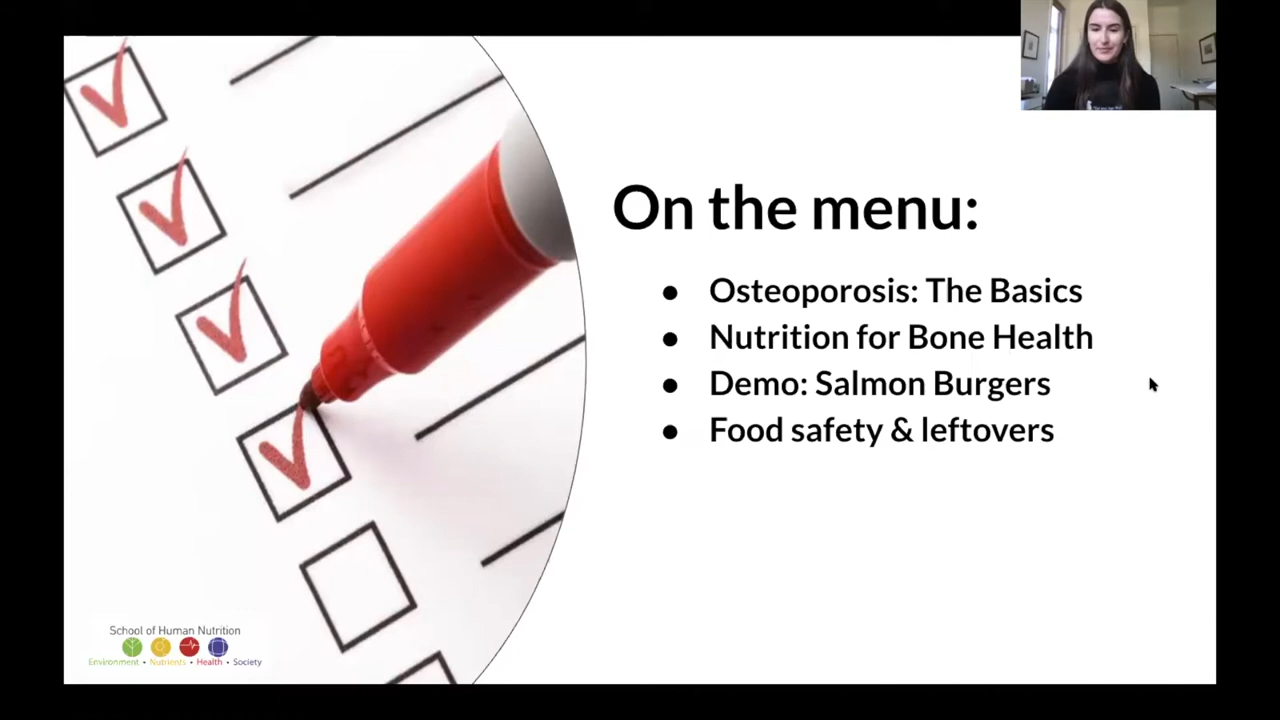 On the menu:
● Osteoporosis: The Basics
● Nutrition for Bone Health
● Demo: Salmon Burgers
● Food safety & leftovers
School of Human Nutrition
Environment • Nutrients • Health • Society